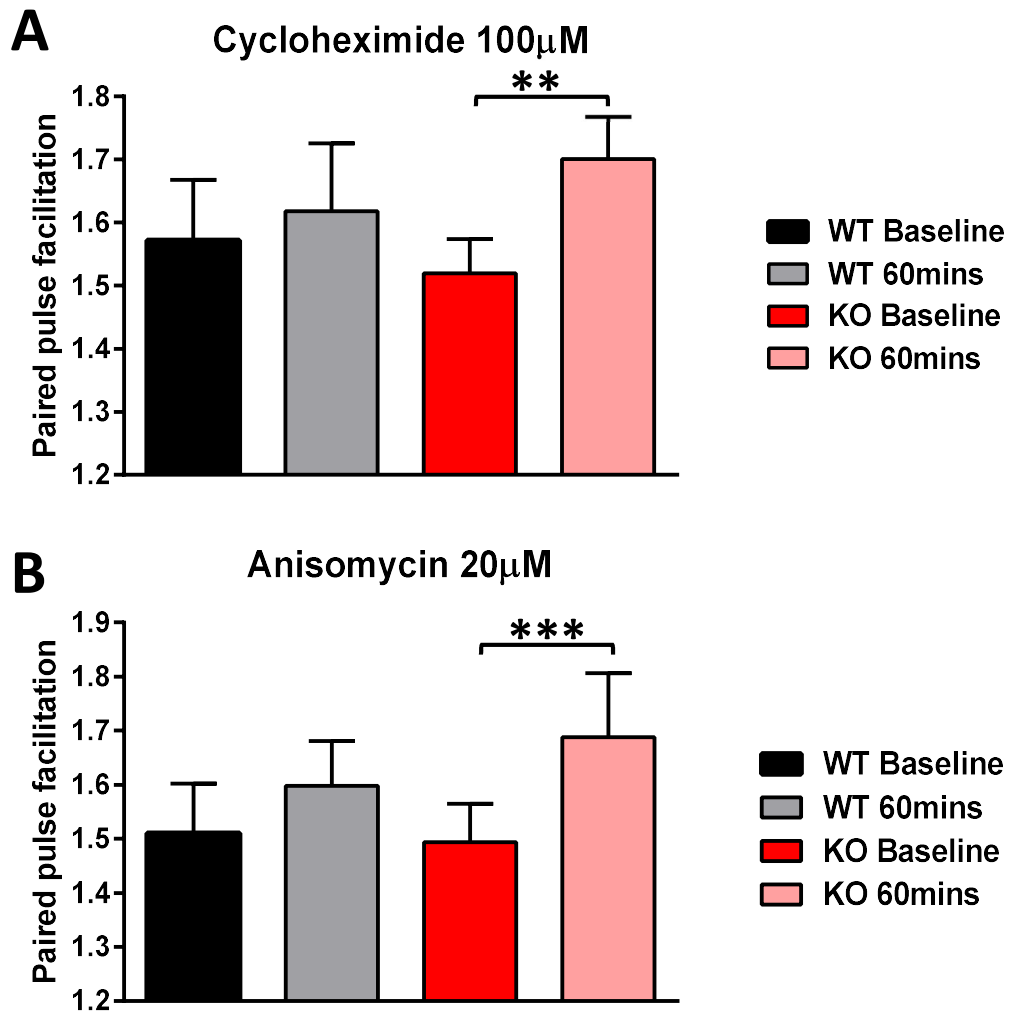 A
Cycloheximide 100μM
**
Paired pulse facilitation
1.8
1.7
1.6
1.5
1.4
1.3
1.2
WT Baseline
WT 60mins
KO Baseline
KO 60mins
B
Anisomycin 20μM
***
Paired pulse facilitation
1.9
1.8
1.7
1.6
1.5
1.4
1.3
1.2
WT Baseline
WT 60mins
KO Baseline
KO 60mins